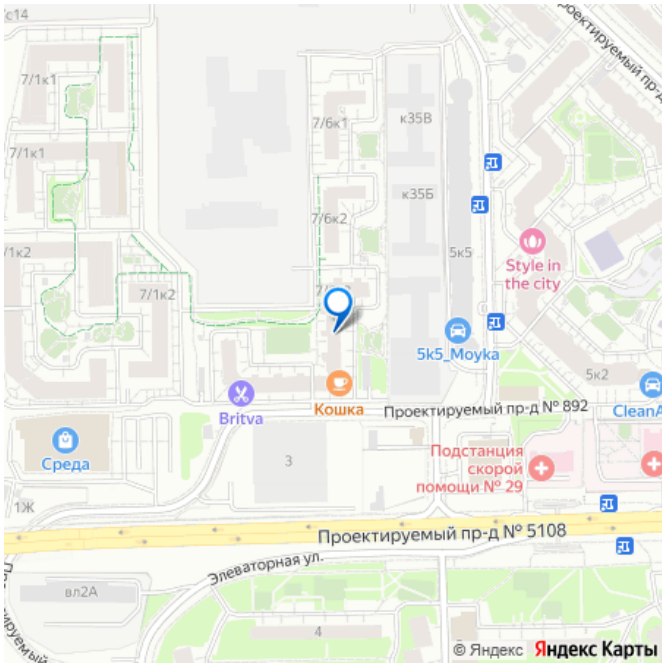 7с14
Проектируемый пр-д
7/1к1
7/6к1
к35В
7/1к1
7/6к2
к35Б
5к5
Style in
the city
/1к2
7/1к2
5k5_Moyka
5к2
CleanA
Britva
Кошка
Проектируемый пр-д № 892
Среда
3
Подстанция
скорой
помощи № 29
1Ж
Проектируемый пр-д № 5108
Элеваторная ул.
вл2А
4
© Яндекс Яндекс Карты